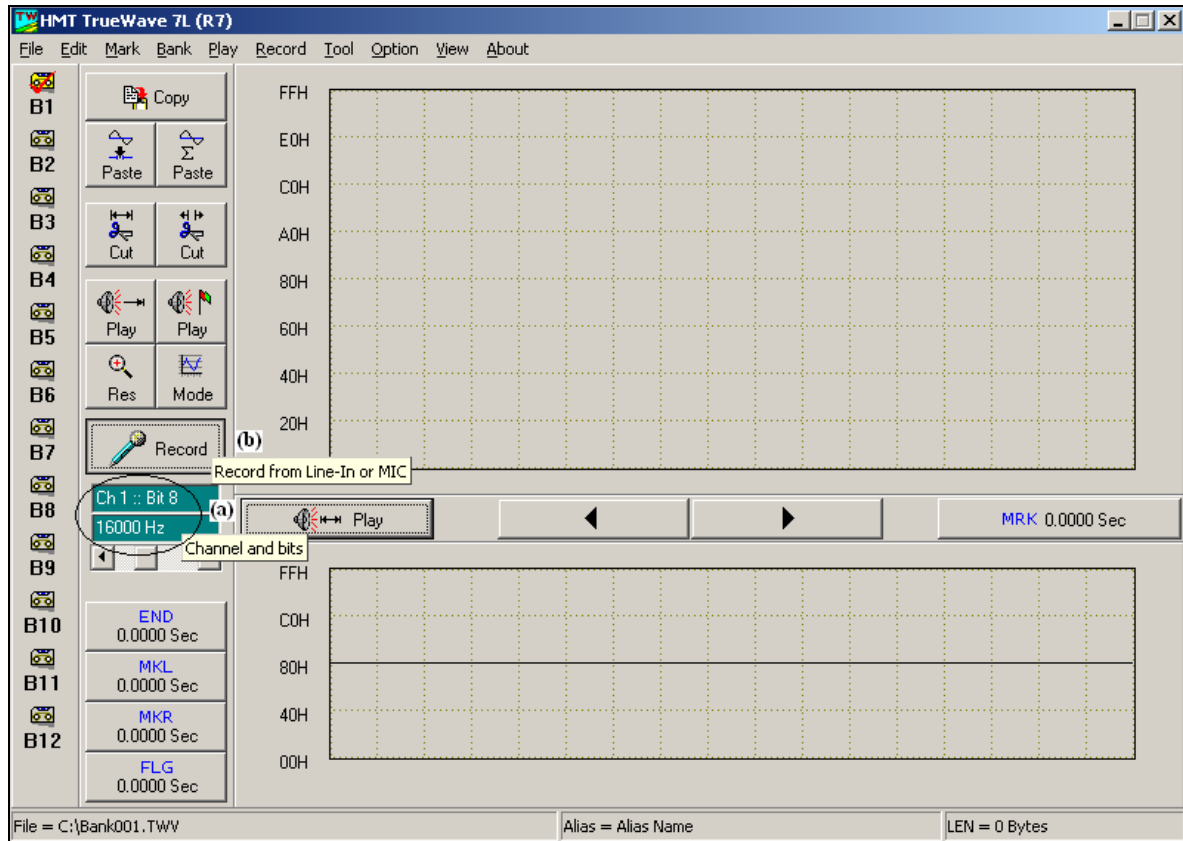 TW HMT TrueWave 7L (R7)
File Edit Mark Bank Play Record Tool Option View About
B1
B2
B3
B4
B5
B6
B7
B8
B9
B10
B11
B12
Copy
Paste Paste
Cut Cut
Play Play
Res Mode
Record
(b)
Record from Line-In or MIC
Ch 1 :: Bit 8
(a)
16000 Hz
Channel and bits
END
0.0000 Sec
MKL
0.0000 Sec
MKR
0.0000 Sec
FLG
0.0000 Sec
FFH
E0H
C0H
A0H
80H
60H
40H
20H
Play
MRK 0.0000 Sec
FFH
C0H
80H
40H
00H
File = C:\Bank001.TWV
Alias = Alias Name
LEN = 0 Bytes